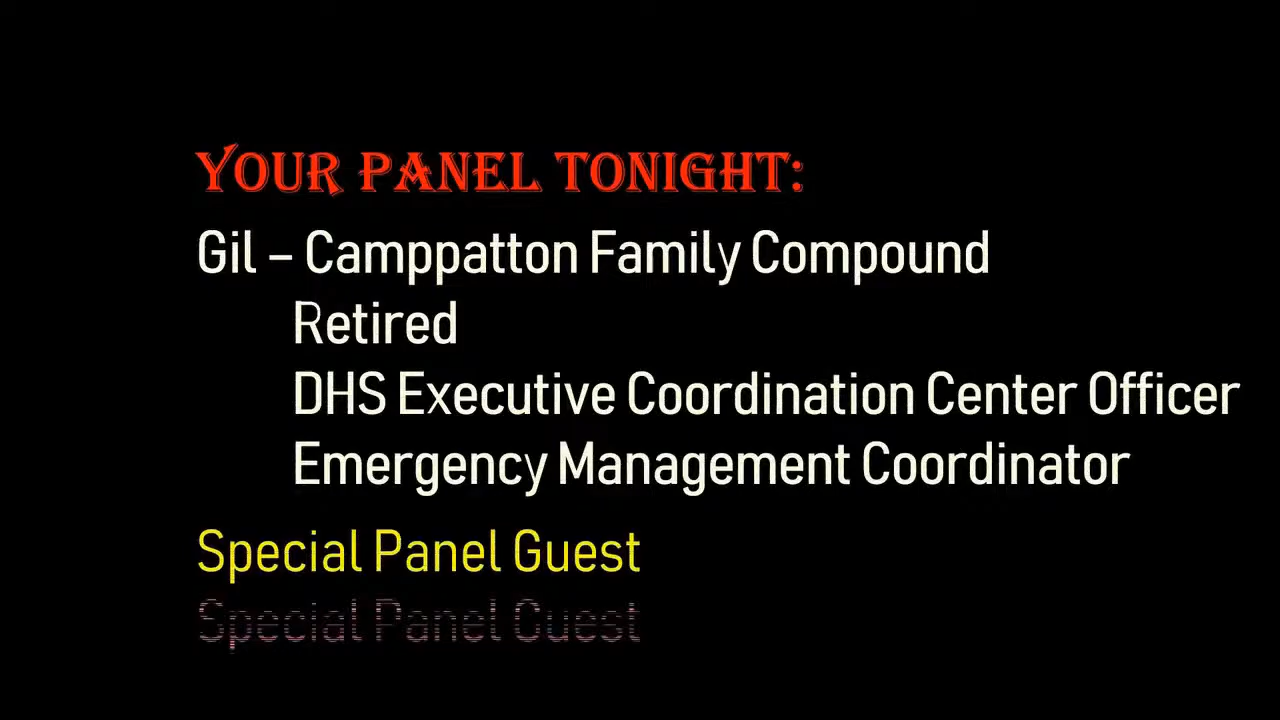 YOUR PANEL TONIGHT:
Gil – Camppatton Family Compound
Retired
DHS Executive Coordination Center Officer
Emergency Management Coordinator
Special Panel Guest
Special Panel Guest